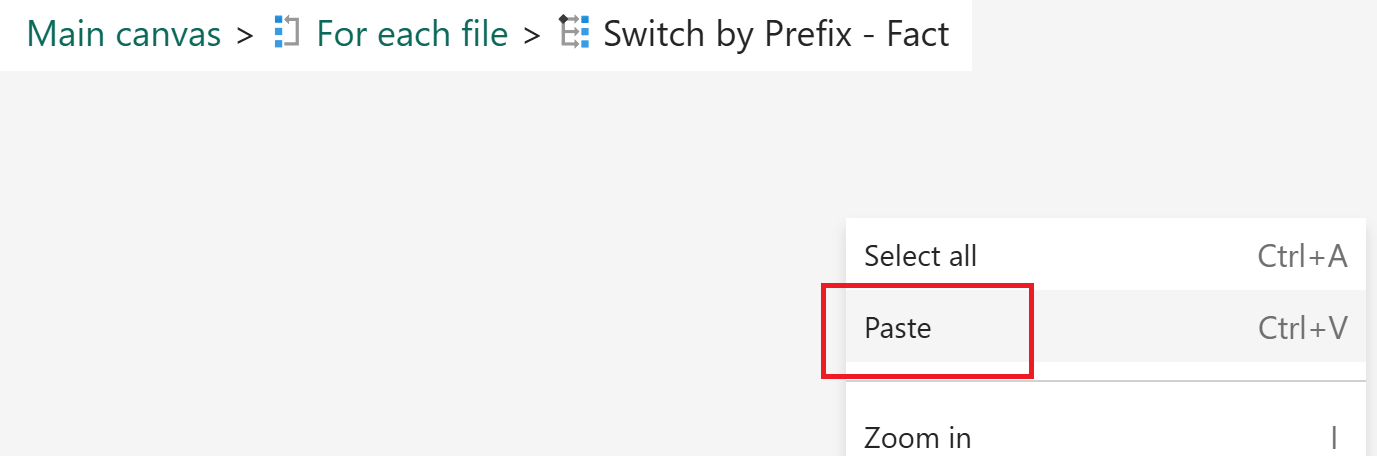 Main canvas > For each file > Switch by Prefix - Fact
Select all Ctrl+A
Paste Ctrl+V
Zoom in I